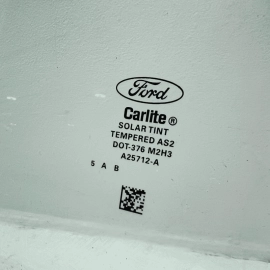 Ford
Carlite®
SOLAR TINT
TEMPERED AS2
DOT-376 M2H3
A25712-A
5 A B